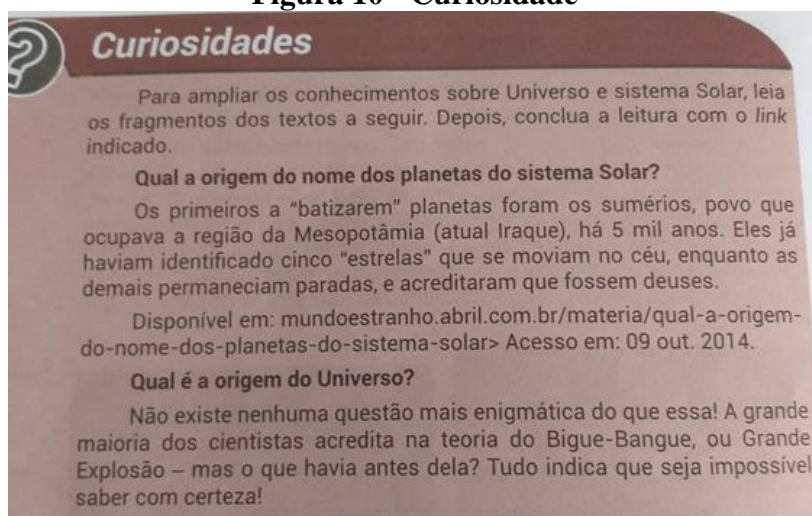 Curiosidades
Para ampliar os conhecimentos sobre Universo e sistema Solar, leia
os fragmentos dos textos a seguir. Depois, conclua a leitura com o link
indicado.
Qual a origem do nome dos planetas do sistema Solar?
Os primeiros a “batizarem” planetas foram os sumérios, povo que
ocupava a região da Mesopotâmia (atual Iraque), há 5 mil anos. Eles já
haviam identificado cinco “estrelas” que se moviam no céu, enquanto as
demais permaneciam paradas, e acreditaram que fossem deuses.
Disponível em: mundoestranho.abril.com.br/materia/qual-a-origem-
do-nome-dos-planetas-do-sistema-solar> Acesso em: 09 out. 2014.
Qual é a origem do Universo?
Não existe nenhuma questão mais enigmática do que essa! A grande
maioria dos cientistas acredita na teoria do Bigue-Bangue, ou Grande
Explosão – mas o que havia antes dela? Tudo indica que seja impossível
saber com certeza!